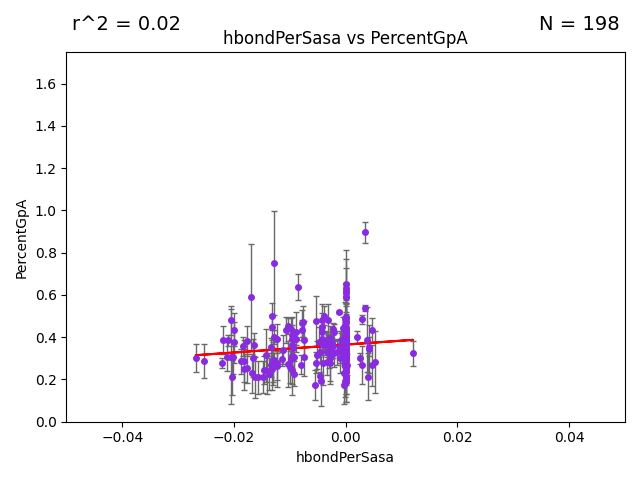 r^2 = 0.02
N = 198
hbondPerSasa vs PercentGpA
1.6
1.4
1.2
1.0
0.8
0.6
0.4
0.2
0.0
PercentGpA
−0.04
−0.02
0.00
0.02
0.04
hbondPerSasa